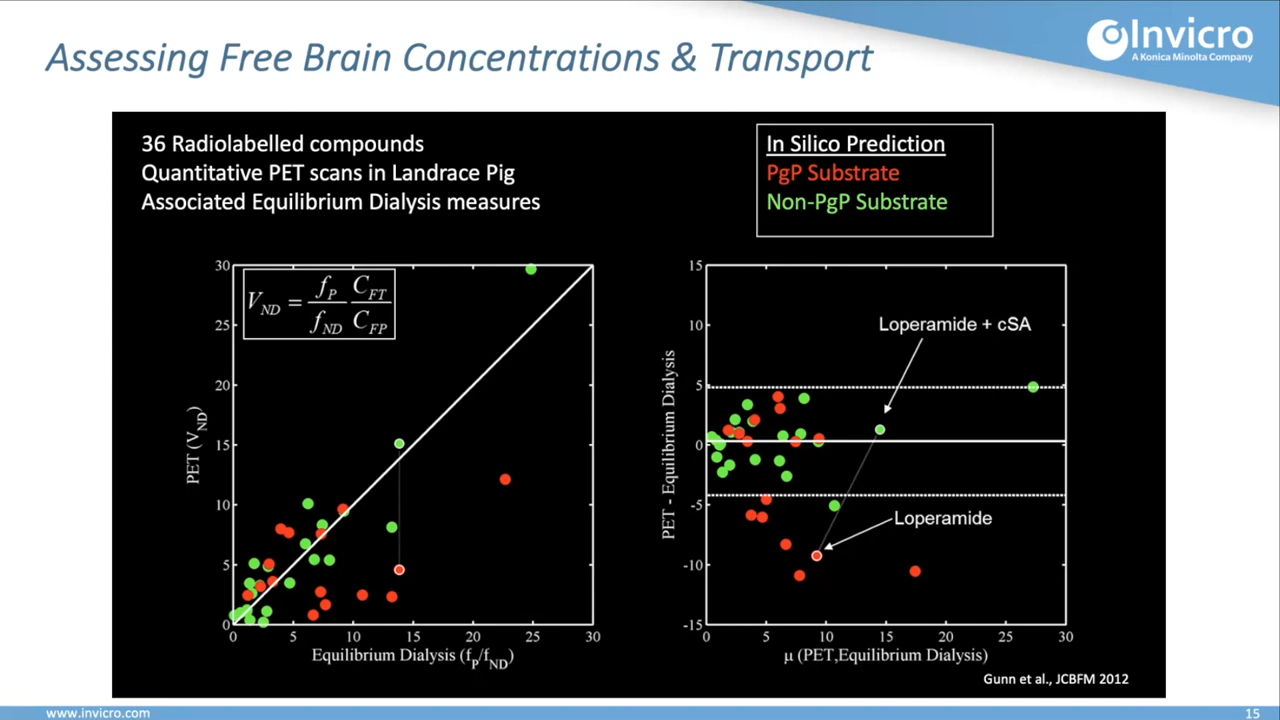 Assessing Free Brain Concentrations & Transport
Invicro
A Konica Minolta Company
36 Radiolabelled compounds
Quantitative PET scans in Landrace Pig
Associated Equilibrium Dialysis measures
In Silico Prediction
PgP Substrate
Non-PgP Substrate
30
25
20
15
10
5
0
0 5 10 15 20 25 30
PET (V_ND)
V_ND = f_P/f_ND C_FT/C_FP
Equilibrium Dialysis (f_P/f_ND)
15
10
5
0
-5
-10
-15
0 5 10 15 20 25 30
PET - Equilibrium Dialysis
Loperamide + cSA
Loperamide
μ (PET,Equilibrium Dialysis)
Gunn et al., JCBFM 2012
www.invicro.com
15